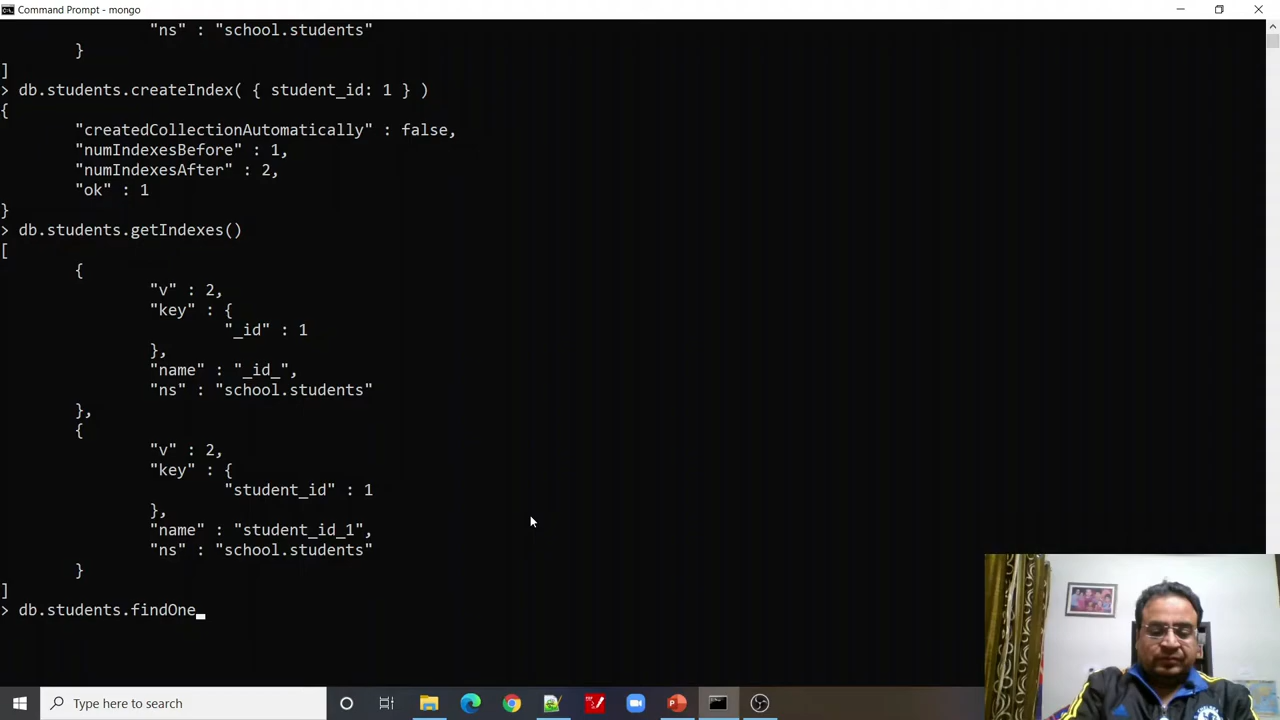 Command Prompt - mongo
"ns" : "school.students"
}
]
> db.students.createIndex( { student_id: 1 } )
{
"createdCollectionAutomatically" : false,
"numIndexesBefore" : 1,
"numIndexesAfter" : 2,
"ok" : 1
}
> db.students.getIndexes()
[
{
"v" : 2,
"key" : {
"_id" : 1
},
"name" : "_id_",
"ns" : "school.students"
},
{
"v" : 2,
"key" : {
"student_id" : 1
},
"name" : "student_id_1",
"ns" : "school.students"
}
]
> db.students.findOne_
Type here to search